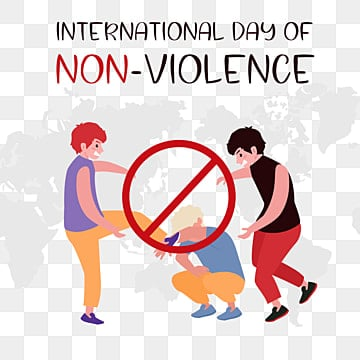 INTERNATIONAL DAY OF
NON-VIOLENCE